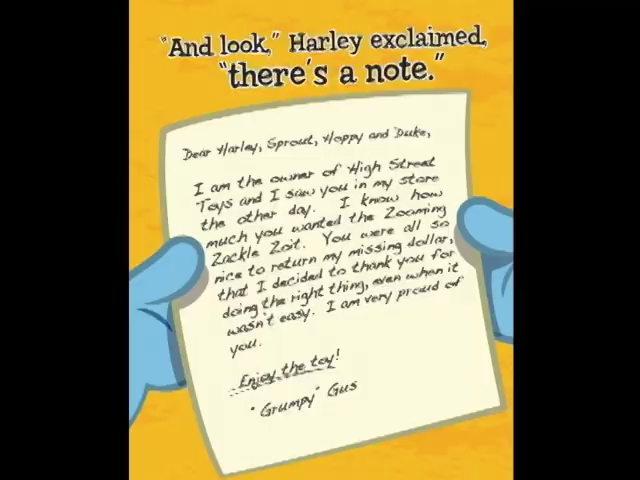 "And look," Harley exclaimed,
"there's a note."
Dear Harley, Sprout, Hoppy and Duke,
I am the owner of High Street
Toys and I saw you in my store
the other day. I know how
much you wanted the Zooming
Zackle Zoit. You were all so
nice to return my missing dollar,
that I decided to thank you for
doing the right thing, even when it
wasn't easy. I am very proud of
you.
Enjoy the toy!
"Grumpy" Gus